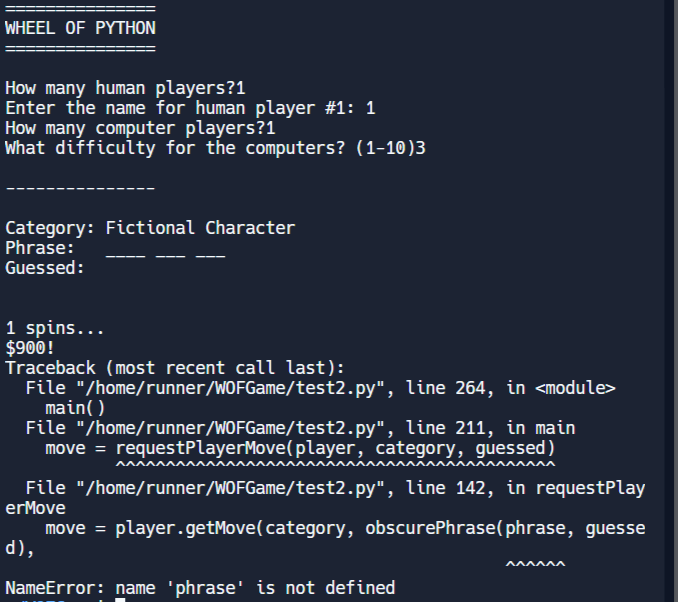 ===============
WHEEL OF PYTHON
===============
How many human players?1
Enter the name for human player #1: 1
How many computer players?1
What difficulty for the computers? (1-10)3
---------------
Category: Fictional Character
Phrase:   ____ ___ ___
Guessed:
1 spins...
$900!
Traceback (most recent call last):
  File "/home/runner/WOFGame/test2.py", line 264, in <module>
    main()
  File "/home/runner/WOFGame/test2.py", line 211, in main
    move = requestPlayerMove(player, category, guessed)
           ^^^^^^^^^^^^^^^^^^^^^^^^^^^^^^^^^^^^^^^^^^^^
  File "/home/runner/WOFGame/test2.py", line 142, in requestPlay
erMove
    move = player.getMove(category, obscurePhrase(phrase, guesse
d),
                                                  ^^^^^^
NameError: name 'phrase' is not defined